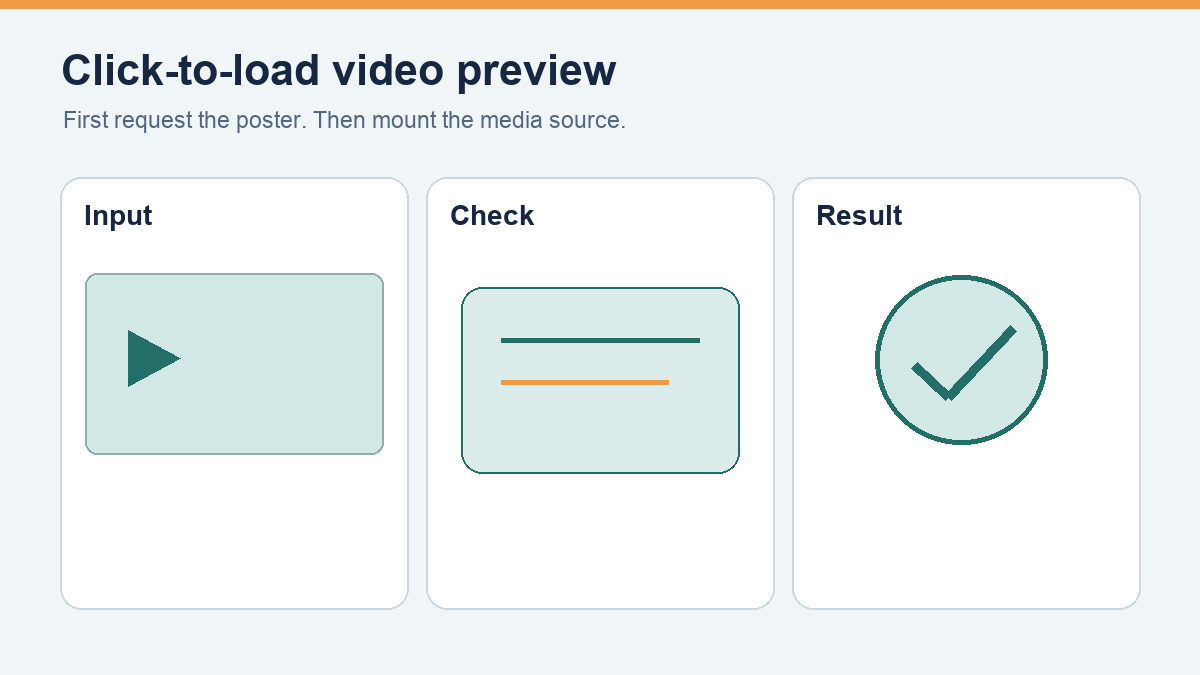 Click-to-load video preview
First request the poster. Then mount the media source.
Input
Check
Result